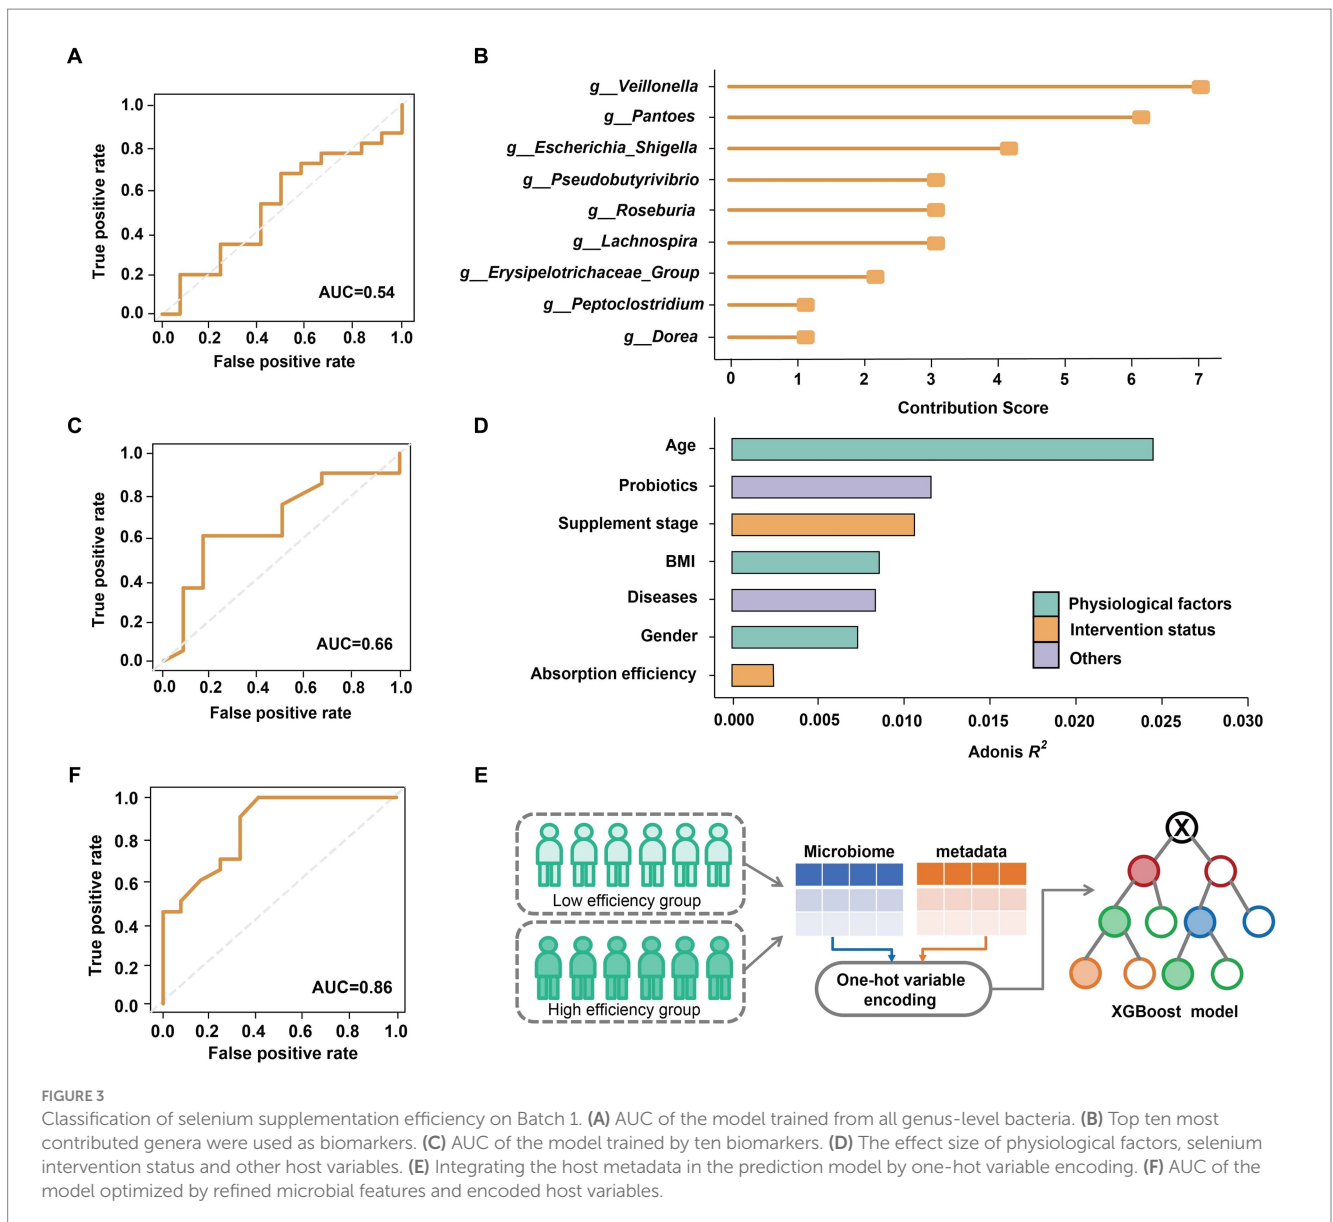 A
1.0
0.8
0.6
0.4
0.2
0.0
True positive rate
AUC=0.54
0.0 0.2 0.4 0.6 0.8 1.0
False positive rate
B
g__Veillonella
g__Pantoes
g__Escherichia_Shigella
g__Pseudobutyrivibrio
g__Roseburia
g__Lachnospira
g__Erysipelotrichaceae_Group
g__Peptoclostridium
g__Dorea
0 1 2 3 4 5 6 7
Contribution Score
C
1.0
0.8
0.6
0.4
0.2
0.0
True positive rate
AUC=0.66
0.0 0.2 0.4 0.6 0.8 1.0
False positive rate
D
Age
Probiotics
Supplement stage
BMI
Diseases
Gender
Absorption efficiency
Physiological factors
Intervention status
Others
0.000 0.005 0.010 0.015 0.020 0.025 0.030
Adonis R²
F
1.0
0.8
0.6
0.4
0.2
0.0
True positive rate
AUC=0.86
0.0 0.2 0.4 0.6 0.8 1.0
False positive rate
E
Low efficiency group
High efficiency group
Microbiome metadata
One-hot variable
encoding
X
XGBoost model
FIGURE 3
Classification of selenium supplementation efficiency on Batch 1. (A) AUC of the model trained from all genus-level bacteria. (B) Top ten most
contributed genera were used as biomarkers. (C) AUC of the model trained by ten biomarkers. (D) The effect size of physiological factors, selenium
intervention status and other host variables. (E) Integrating the host metadata in the prediction model by one-hot variable encoding. (F) AUC of the
model optimized by refined microbial features and encoded host variables.